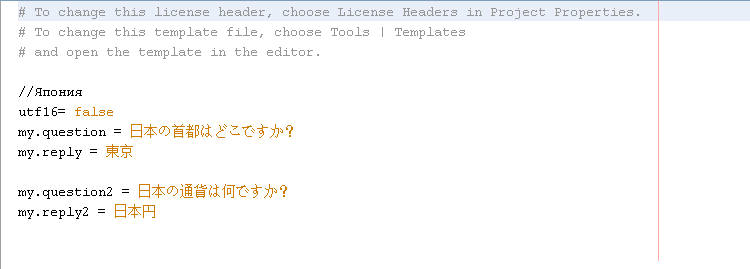 # To change this license header, choose License Headers in Project Properties.
# To change this template file, choose Tools | Templates
# and open the template in the editor.
//Япония
utf16= false
my.question = 日本の首都はどこですか?
my.reply = 東京
my.question2 = 日本の通貨は何ですか?
my.reply2 = 日本円